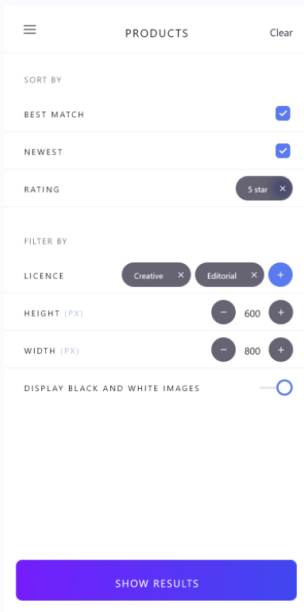 PRODUCTS Clear
SORT BY
BEST MATCH
NEWEST
RATING 5 star ×
FILTER BY
LICENCE Creative × Editorial × +
HEIGHT (PX) − 600 +
WIDTH (PX) − 800 +
DISPLAY BLACK AND WHITE IMAGES
SHOW RESULTS